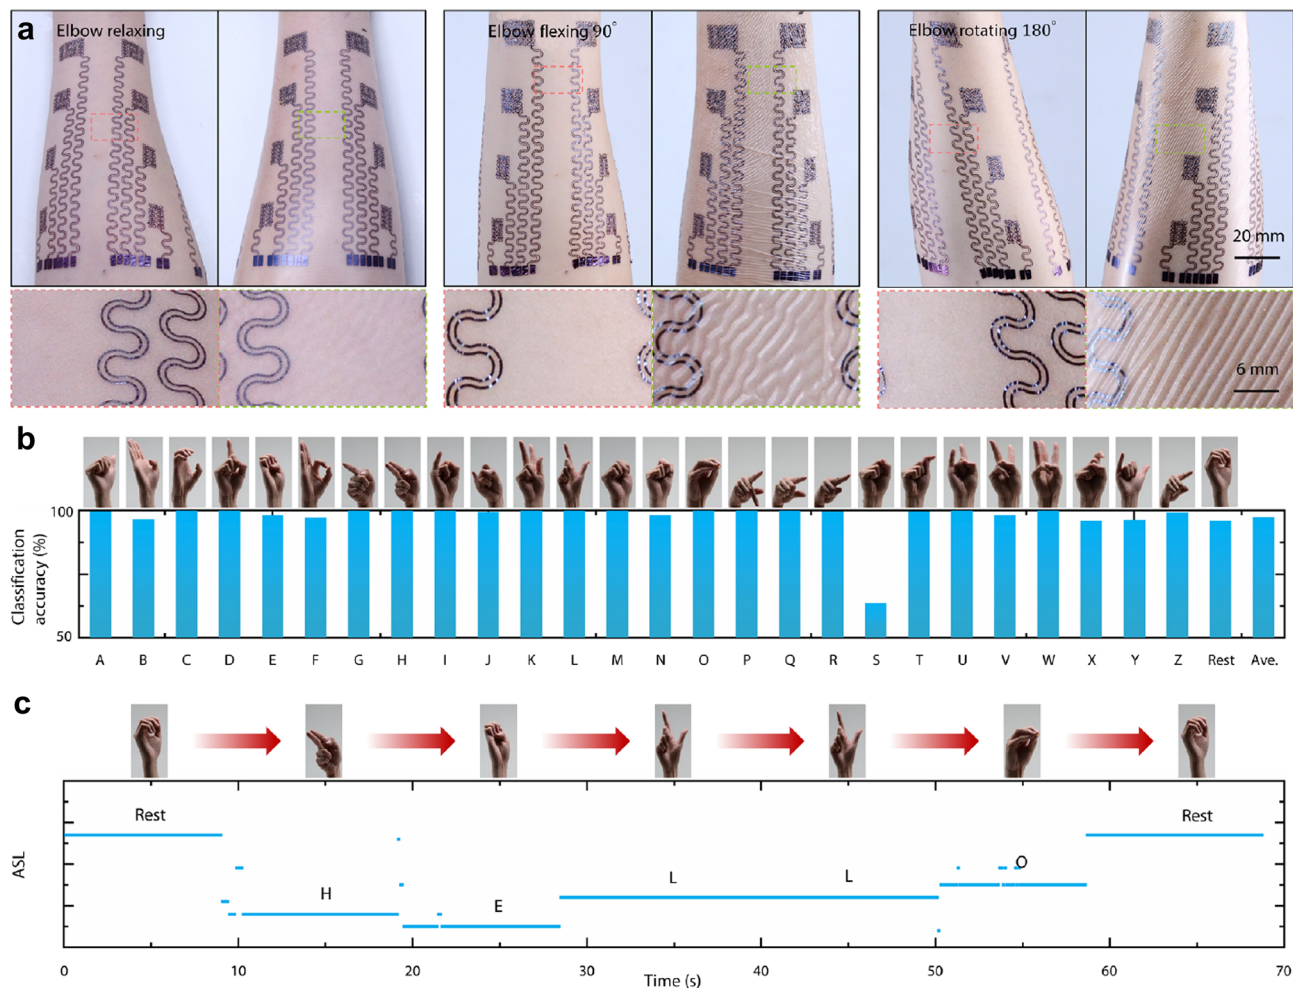 a
Elbow relaxing
Elbow flexing 90°
Elbow rotating 180°
20 mm
6 mm
b
Classification
accuracy (%)
100
50
A B C D E F G H I J K L M N O P Q R S T U V W X Y Z Rest Ave.
c
ASL
Rest
H
E
L
L
O
Rest
0 10 20 30 40 50 60 70
Time (s)